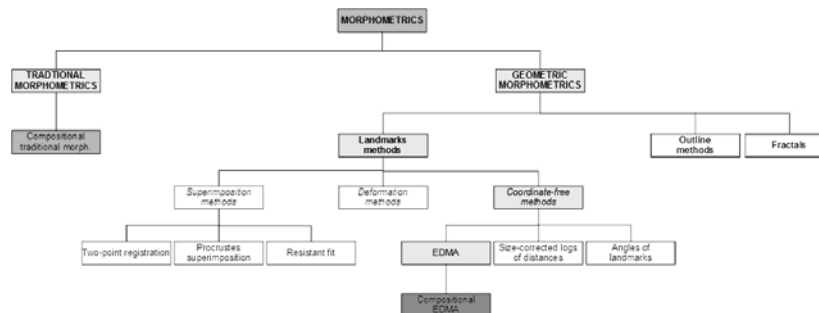 MORPHOMETRICS
TRADTIONAL
MORPHOMETRICS
GEOMETRIC
MORPHOMETRICS
Compositional
traditional morph.
Landmarks
methods
Outline
methods
Fractals
Superimposition
methods
Deformation
methods
Coordinate-free
methods
Two-point registration
Procrustes
superimposition
Resistant fit
EDMA
Size-corrected logs
of distances
Angles of
landmarks
Compositional
EDMA